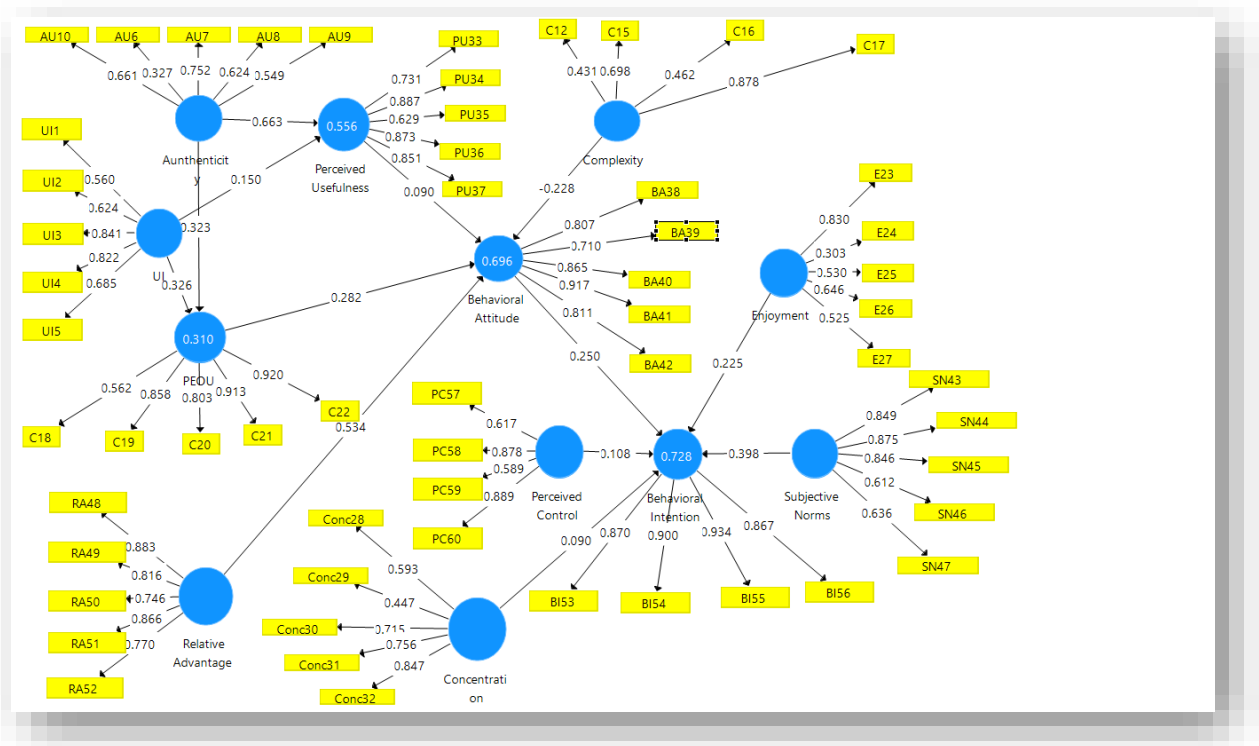 AU10
AU6
AU7
AU8
AU9
0.661
0.327
0.752
0.624
0.549
PU33
PU34
PU35
PU36
PU37
0.731
0.887
0.629
0.873
0.851
C12
C15
C16
C17
0.431
0.698
0.462
0.878
0.663
0.556
Aunthenticit
y
Perceived
Usefulness
Complexity
UI1
UI2
UI3
UI4
UI5
0.560
0.624
0.841
0.822
0.685
UI
0.150
0.323
0.326
0.090
-0.228
BA38
BA39
BA40
BA41
BA42
0.807
0.710
0.865
0.917
0.811
0.696
Behavioral
Attitude
E23
E24
E25
E26
E27
0.830
0.303
0.530
0.646
0.525
Enjoyment
0.310
PEOU
0.282
0.562
0.858
0.803
0.913
0.920
C18
C19
C20
C21
C22
0.534
0.250
0.225
PC57
PC58
PC59
PC60
0.617
0.878
0.589
0.889
Perceived
Control
0.108
0.728
Behavioral
Intention
0.398
Subjective
Norms
SN43
SN44
SN45
SN46
SN47
0.849
0.875
0.846
0.612
0.636
RA48
RA49
RA50
RA51
RA52
0.883
0.816
0.746
0.866
0.770
Relative
Advantage
Conc28
Conc29
Conc30
Conc31
Conc32
0.593
0.447
0.715
0.756
0.847
Concentrati
on
0.090
0.870
0.900
0.934
0.867
BI53
BI54
BI55
BI56